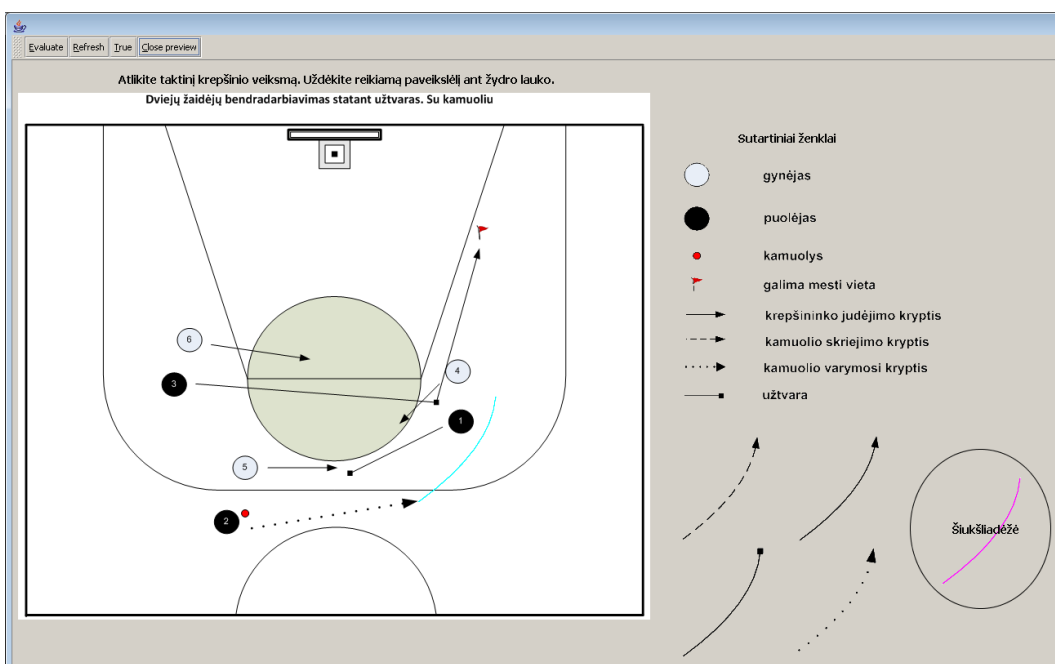 Evaluate Refresh True Close preview
Atlikite taktinį krepšinio veiksmą. Uždėkite reikiamą paveikslėlį ant žydro lauko.
Dviejų žaidėjų bendradarbiavimas statant užtvaras. Su kamuoliu
Sutartiniai ženklai
gynėjas
puolėjas
kamuolys
galima mesti vieta
krepšininko judėjimo kryptis
kamuolio skriejimo kryptis
kamuolio varymosi kryptis
užtvara
6
3
4
1
5
2
Šiukšliadėžė